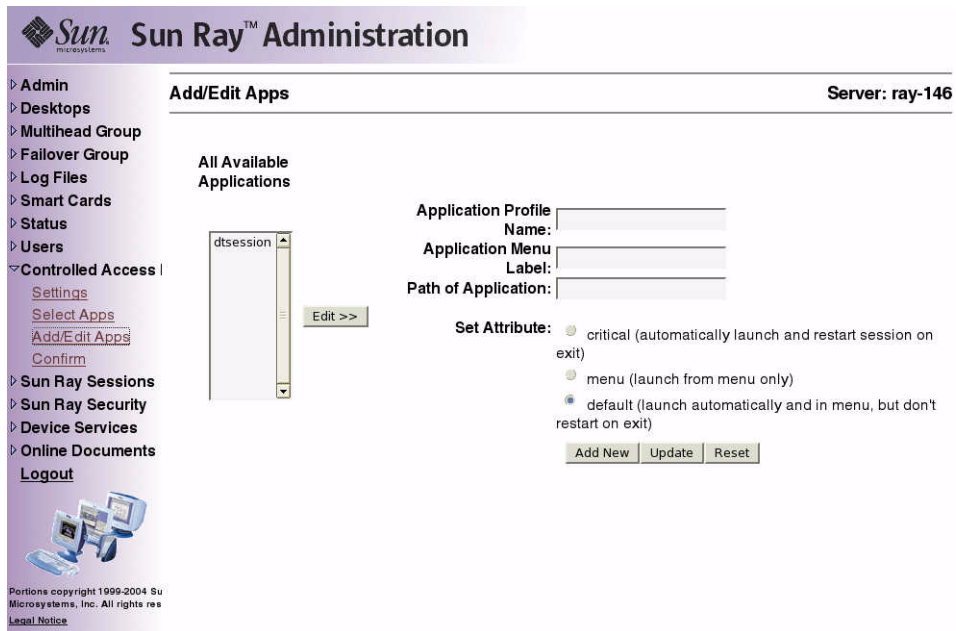 Sun
microsystems
Sun Ray™ Administration
Admin
Desktops
Multihead Group
Failover Group
Log Files
Smart Cards
Status
Users
Controlled Access
Settings
Select Apps
Add/Edit Apps
Confirm
Sun Ray Sessions
Sun Ray Security
Device Services
Online Documents
Logout
Portions copyright 1999-2004 Su
Microsystems, Inc. All rights res
Legal Notice
Add/Edit Apps
Server: ray-146
All Available
Applications
dtsession
Edit >>
Application Profile
Name:
Application Menu
Label:
Path of Application:
Set Attribute:
critical (automatically launch and restart session on
exit)
menu (launch from menu only)
default (launch automatically and in menu, but don't
restart on exit)
Add New
Update
Reset